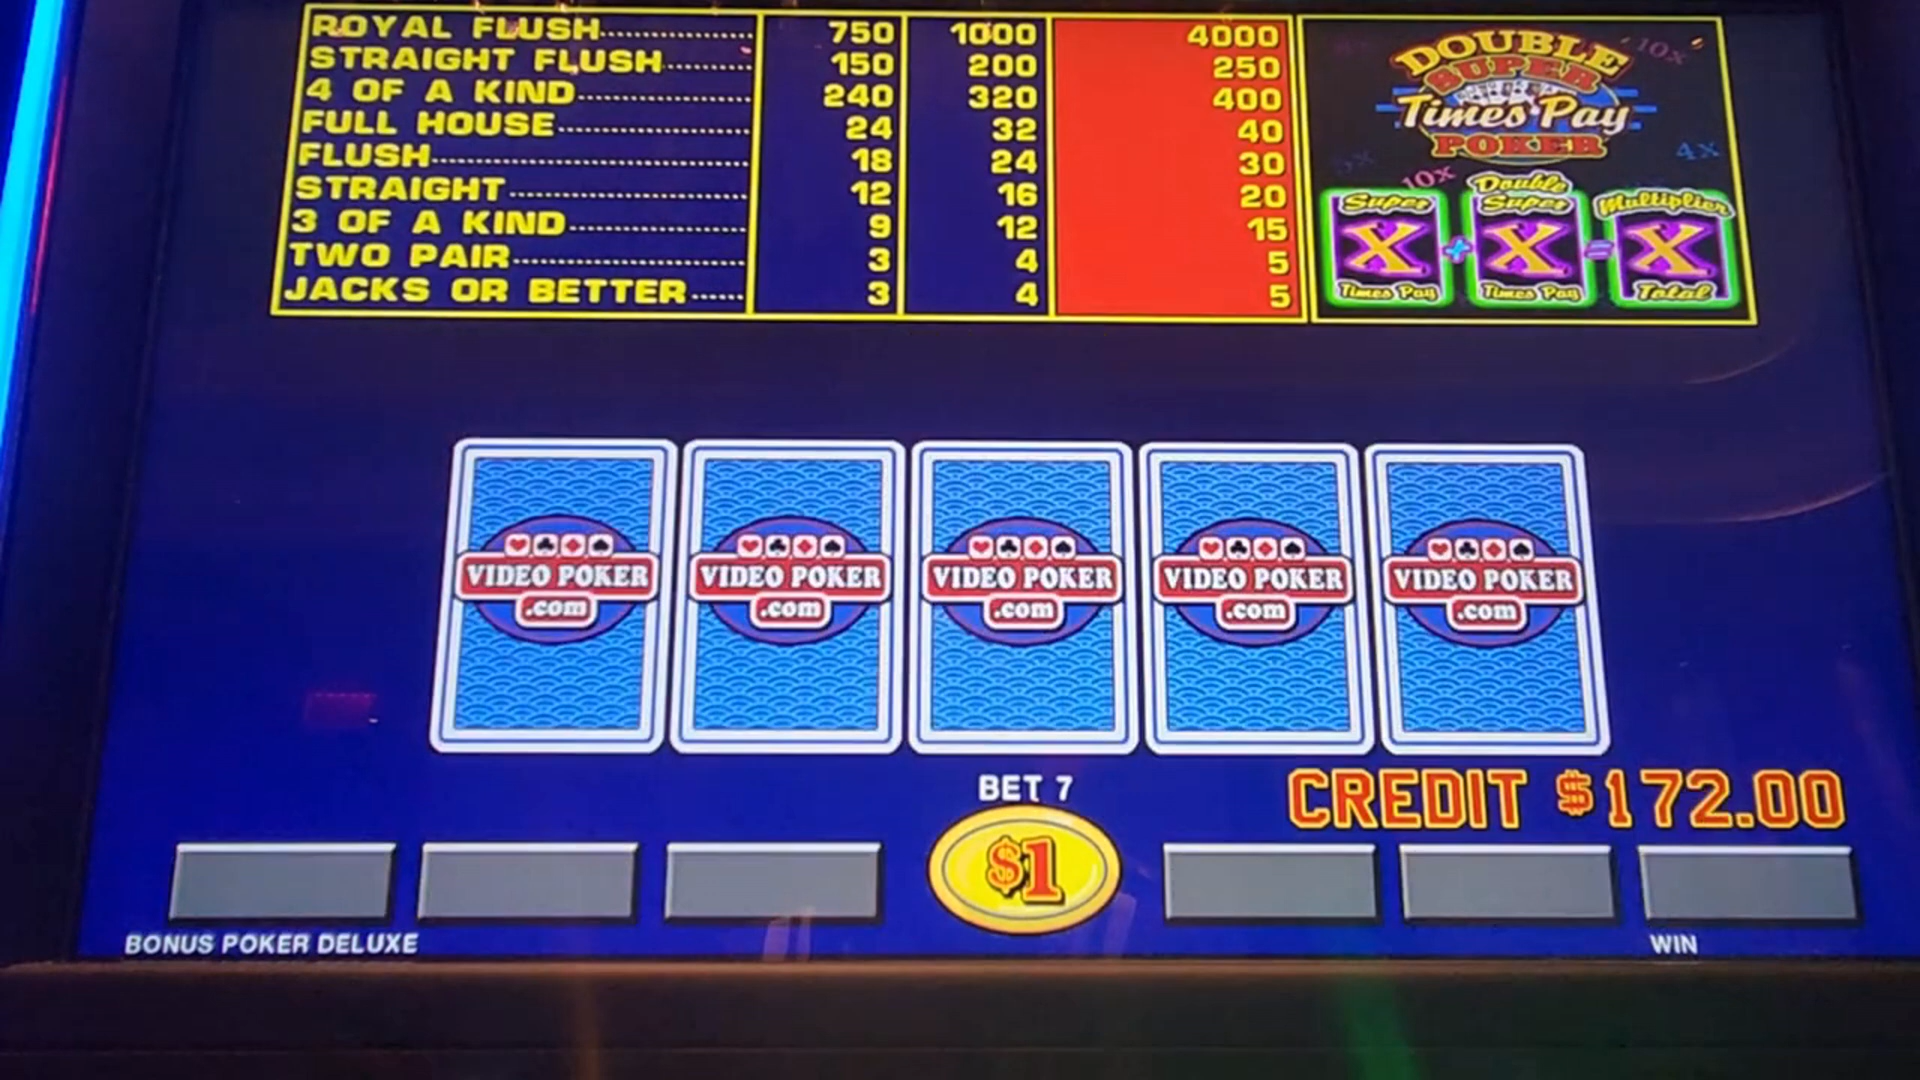 ROYAL FLUSH 750 1000 4000
STRAIGHT FLUSH 150 200 250
4 OF A KIND 240 320 400
FULL HOUSE 24 32 40
FLUSH 18 24 30
STRAIGHT 12 16 20
3 OF A KIND 9 12 15
TWO PAIR 3 4 5
JACKS OR BETTER 3 4 5
10x
DOUBLE
SUPER
Times Pay
POKER
4x
10x
Super X Times Pay
+
Double Super X Times Pay
=
Multiplier X Total
VIDEO POKER .com
VIDEO POKER .com
VIDEO POKER .com
VIDEO POKER .com
VIDEO POKER .com
BET 7
CREDIT $172.00
$1
BONUS POKER DELUXE
WIN